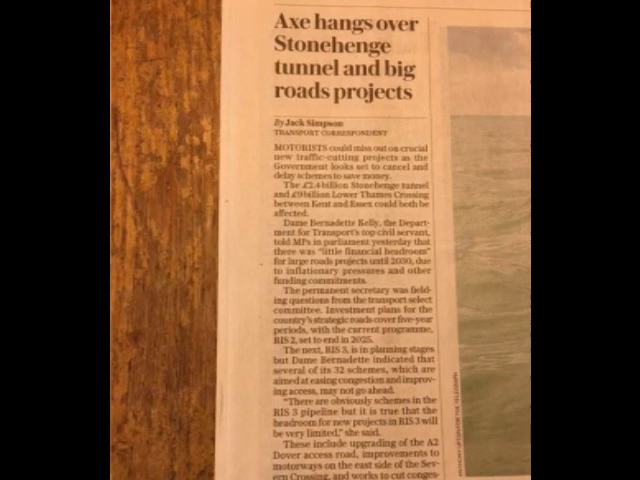 Axe hangs over
Stonehenge
tunnel and big
roads projects
By Jack Simpson
TRANSPORT CORRESPONDENT
MOTORISTS could miss out on crucial
new traffic-cutting projects as the
Government looks set to cancel and
delay schemes to save money.
The £2.4billion Stonehenge tunnel
and £9billion Lower Thames Crossing
between Kent and Essex could both be
affected.
Dame Bernadette Kelly, the Depart-
ment for Transport's top civil servant,
told MPs in parliament yesterday that
there was "little financial headroom"
for large roads projects until 2030, due
to inflationary pressures and other
funding commitments.
The permanent secretary was field-
ing questions from the transport select
committee. Investment plans for the
country's strategic roads cover five-year
periods, with the current programme,
RIS 2, set to end in 2025.
The next, RIS 3, is in planning stages
but Dame Bernadette indicated that
several of its 32 schemes, which are
aimed at easing congestion and improv-
ing access, may not go ahead.
"There are obviously schemes in the
RIS 3 pipeline but it is true that the
headroom for new projects in RIS 3 will
be very limited," she said.
These include upgrading of the A2
Dover access road, improvements to
motorways on the east side of the Sev-
ern Crossing, and works to cut conges-
FOR THE TELEGRAPH